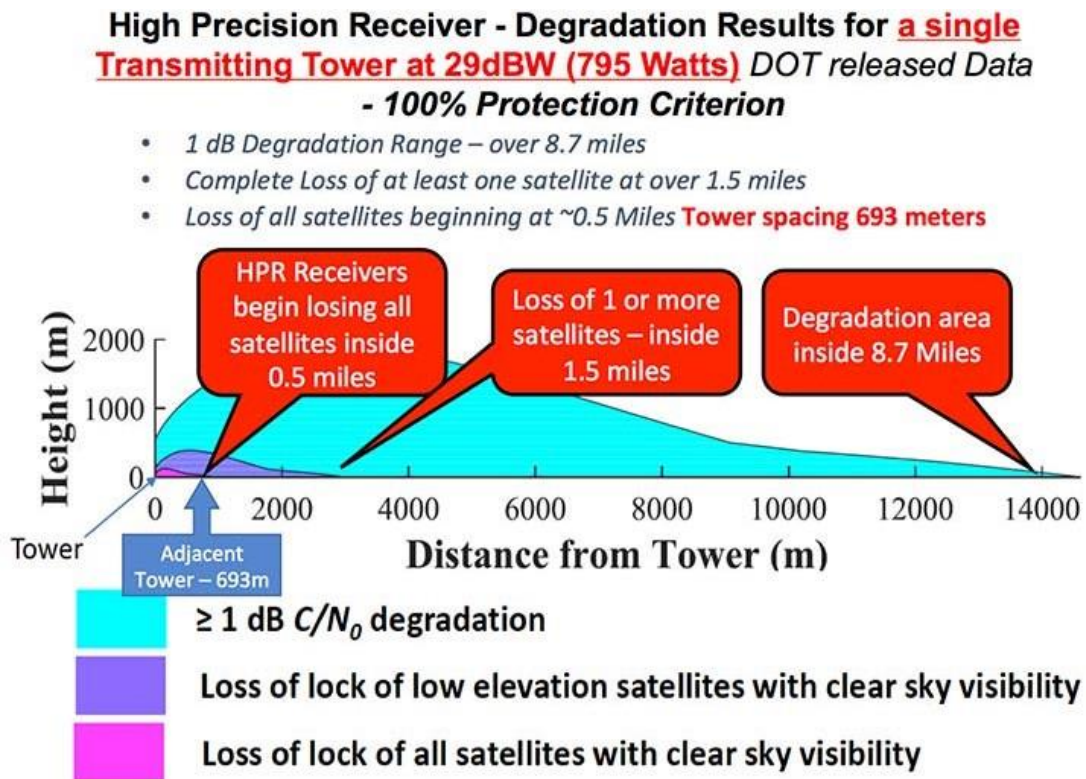 High Precision Receiver - Degradation Results for a single
Transmitting Tower at 29dBW (795 Watts) DOT released Data
- 100% Protection Criterion
• 1 dB Degradation Range – over 8.7 miles
• Complete Loss of at least one satellite at over 1.5 miles
• Loss of all satellites beginning at ~0.5 Miles Tower spacing 693 meters
HPR Receivers
begin losing all
satellites inside
0.5 miles
Loss of 1 or more
satellites – inside
1.5 miles
Degradation area
inside 8.7 Miles
Height (m)
2000
1000
0
0 2000 4000 6000 8000 10000 12000 14000
Tower
Adjacent
Tower – 693m
Distance from Tower (m)
≥ 1 dB C/N0 degradation
Loss of lock of low elevation satellites with clear sky visibility
Loss of lock of all satellites with clear sky visibility